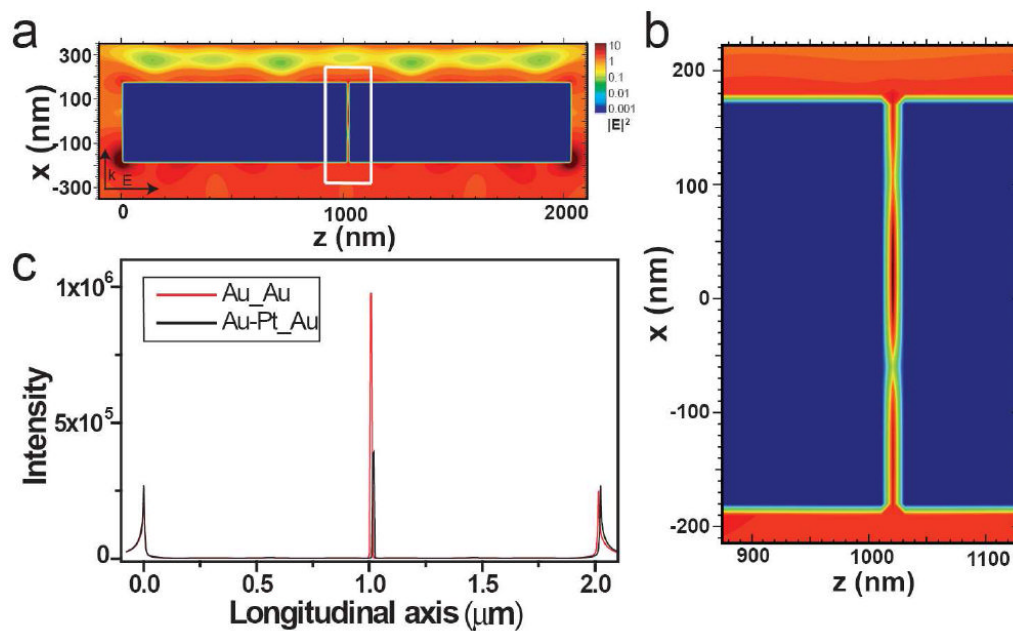 a
x (nm)
300
100
-100
-300
k
E
0
1000
2000
z (nm)
10
1
0.1
0.01
0.001
|E|²
b
x (nm)
200
100
0
-100
-200
900
1000
1100
z (nm)
c
Intensity
1x10⁶
5x10⁵
0
Au_Au
Au-Pt_Au
0.0
0.5
1.0
1.5
2.0
Longitudinal axis (μm)